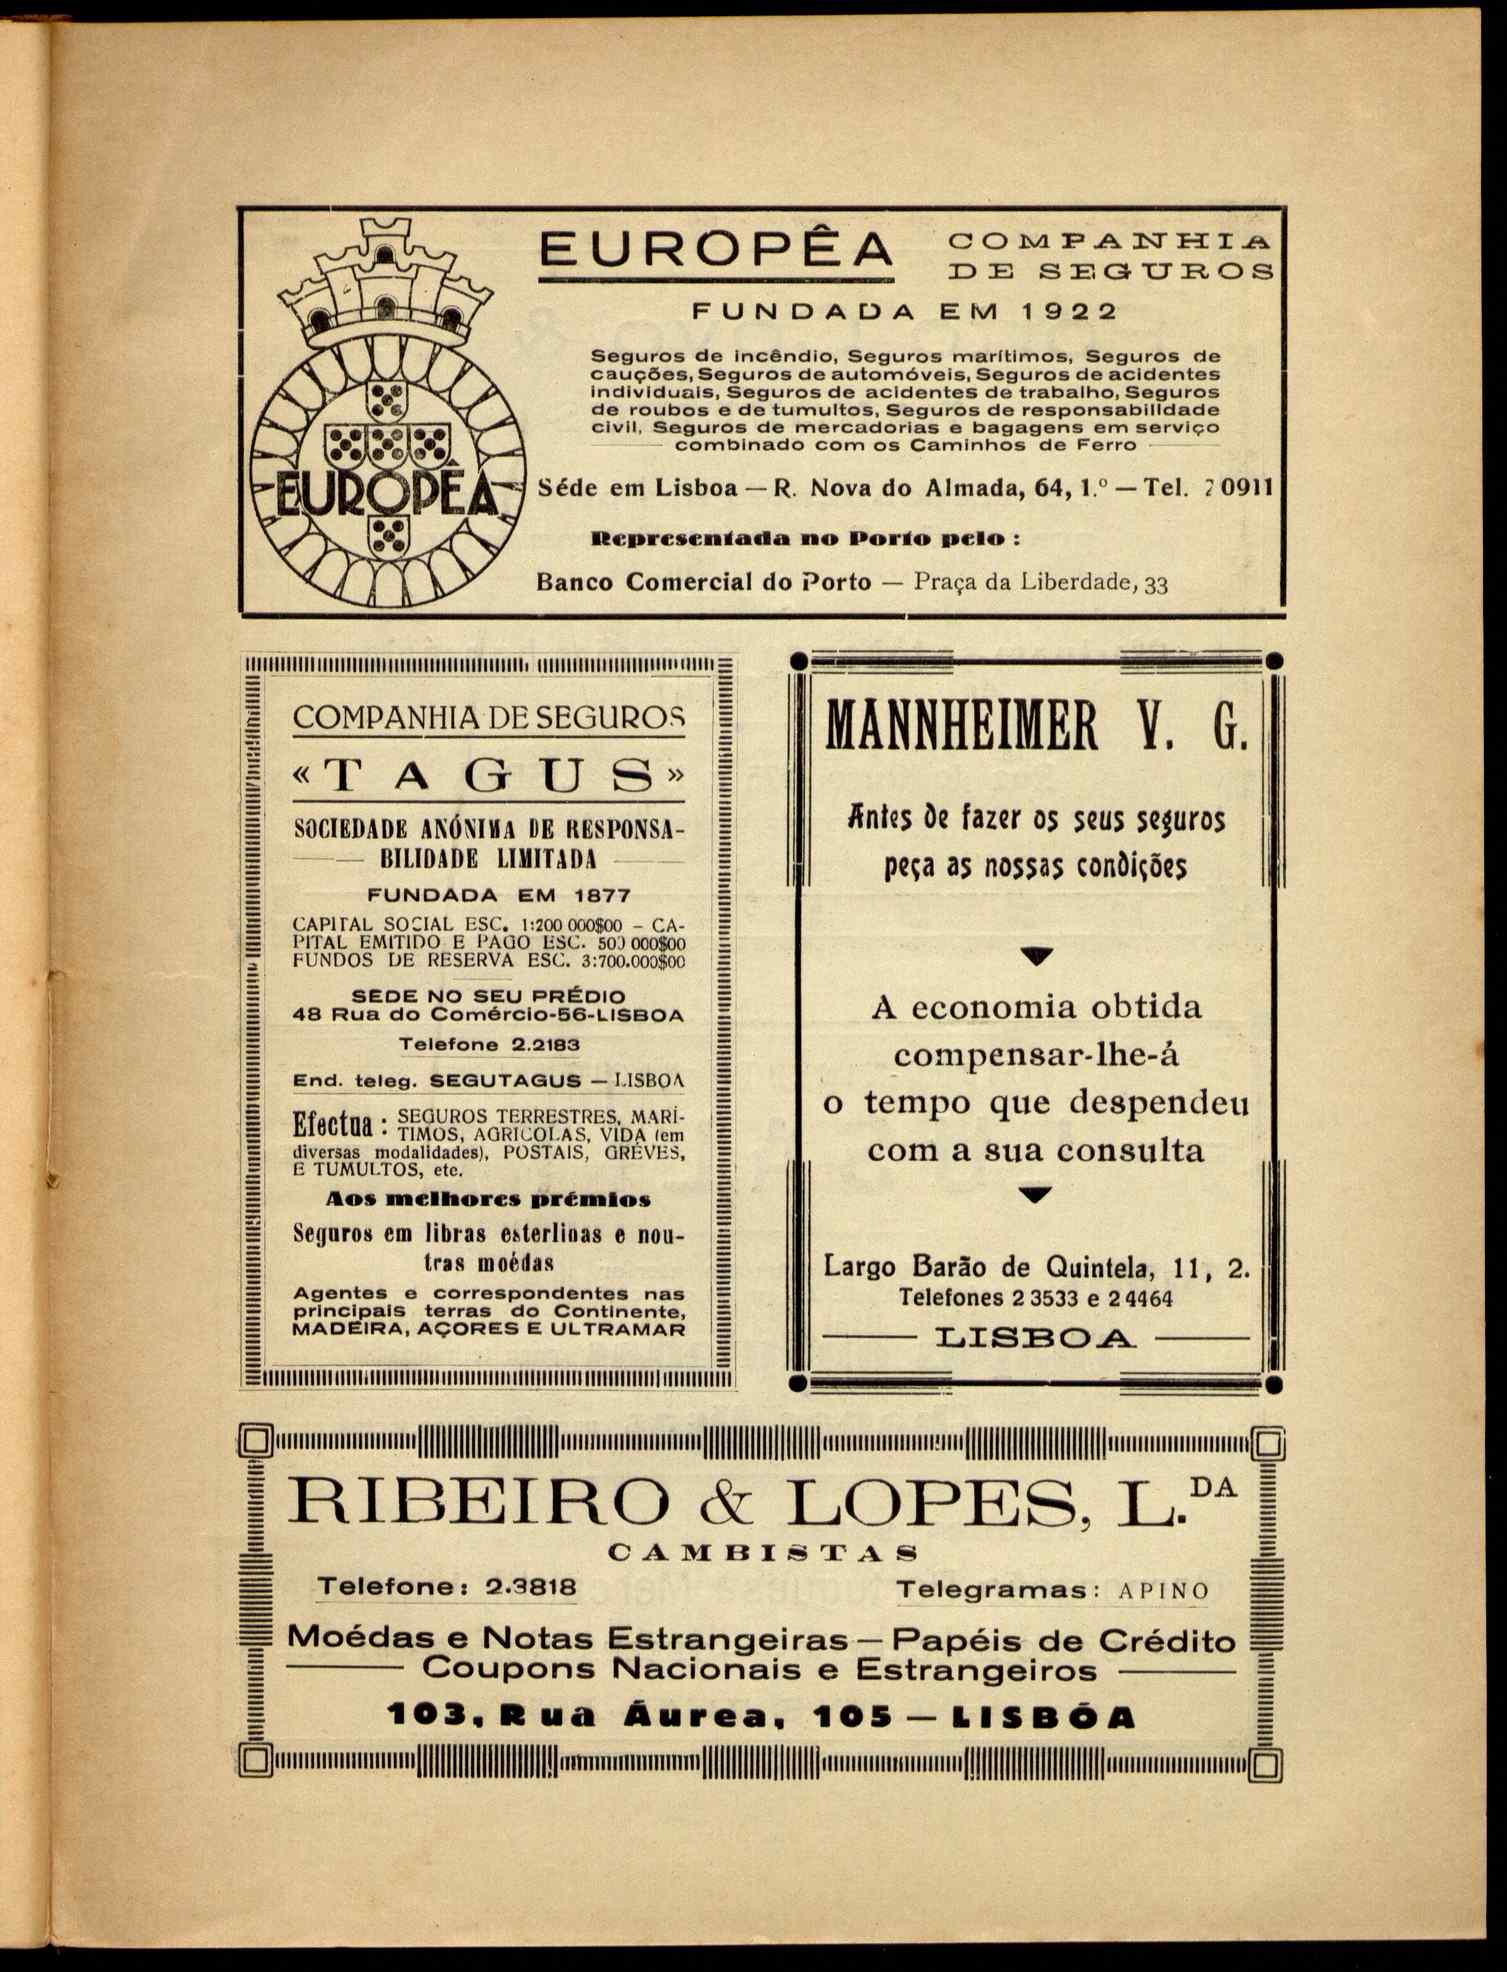 EUROPÊA
COMPANHIA
DE SEGUROS
FUNDADA EM 1922
Seguros de incêndio, Seguros marítimos, Seguros de
cauções, Seguros de automóveis, Seguros de acidentes
individuais, Seguros de acidentes de trabalho, Seguros
de roubos e de tumultos, Seguros de responsabilidade
civil, Seguros de mercadorias e bagagens em serviço
combinado com os Caminhos de Ferro
EUROPÊA
Séde em Lisboa — R. Nova do Almada, 64, 1.º — Tel. 20911
Representada no Porto pelo :
Banco Comercial do Porto — Praça da Liberdade, 33
COMPANHIA DE SEGUROS
«TAGUS»
SOCIEDADE ANÓNIMA DE RESPONSA-
BILIDADE LIMITADA
FUNDADA EM 1877
CAPITAL SOCIAL ESC. 1:200 000$00 – CA-
PITAL EMITIDO E PAGO ESC. 500 000$00
FUNDOS DE RESERVA ESC. 3:700.000$00
SEDE NO SEU PRÉDIO
48 Rua do Comércio-56-LISBOA
Telefone 2.2183
End. teleg. SEGUTAGUS — LISBOA
Efectua : SEGUROS TERRESTRES, MARÍ-
TIMOS, AGRICOLAS, VIDA (em
diversas modalidades), POSTAIS, GRÉVES,
E TUMULTOS, etc.
Aos melhores prémios
Seguros em libras esterlinas e nou-
tras moédas
Agentes e correspondentes nas
principais terras do Continente,
MADEIRA, AÇORES E ULTRAMAR
MANNHEIMER V. G.
Antes de fazer os seus seguros
peça as nossas condições
A economia obtida
compensar-lhe-á
o tempo que despendeu
com a sua consulta
Largo Barão de Quintela, 11, 2.
Telefones 2 3533 e 2 4464
LISBOA
RIBEIRO & LOPES, L.DA
CAMBISTAS
Telefone: 2.3818
Telegramas: APINO
Moédas e Notas Estrangeiras — Papéis de Crédito
Coupons Nacionais e Estrangeiros
103, Rua Áurea, 105 — LISBÓA